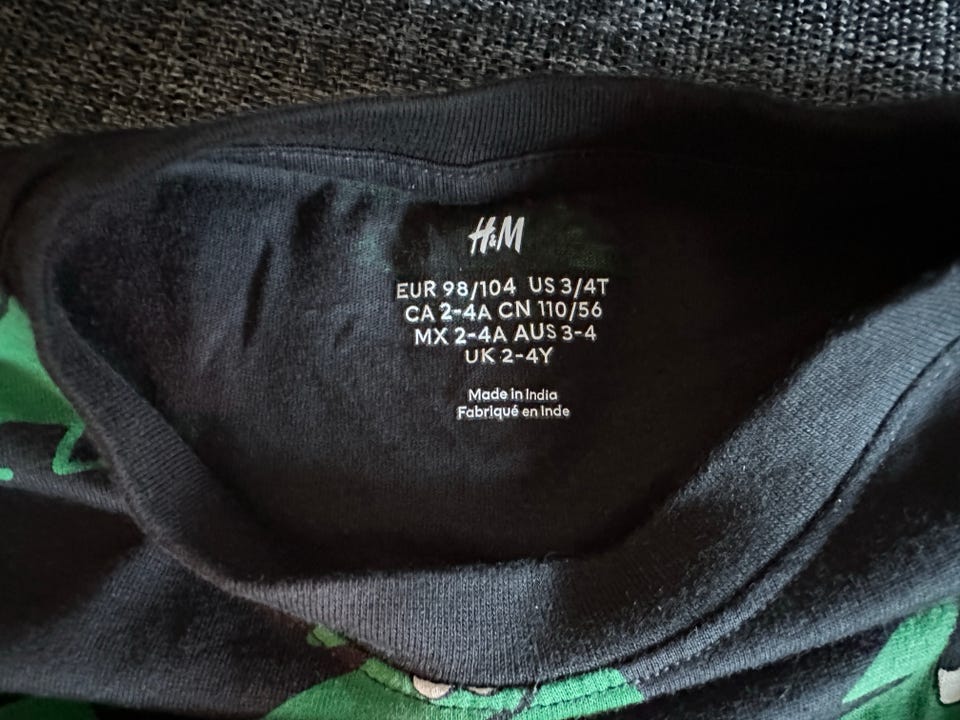 H&M
EUR 98/104 US 3/4T
CA 2-4A CN 110/56
MX 2-4A AUS 3-4
UK 2-4Y
Made in India
Fabriqué en Inde